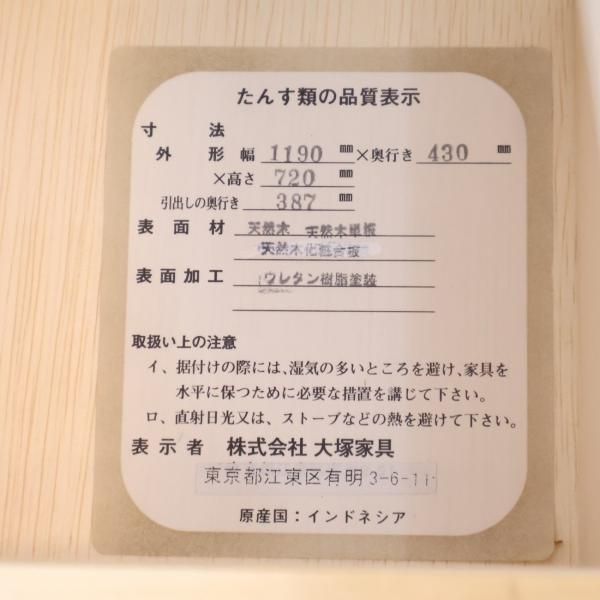 たんす類の品質表示
寸法
外形 幅 1190 mm ×奥行き 430 mm
×高さ 720 mm
引出しの奥行き 387 mm
表面材 天然木 天然木単板
天然木化粧合板
表面加工 ウレタン樹脂塗装
取扱い上の注意
イ、据付けの際には、湿気の多いところを避け、家具を
水平に保つために必要な措置を講じて下さい。
ロ、直射日光又は、ストーブなどの熱を避けて下さい。
表示者 株式会社 大塚家具
東京都江東区有明3-6-11
原産国：インドネシア